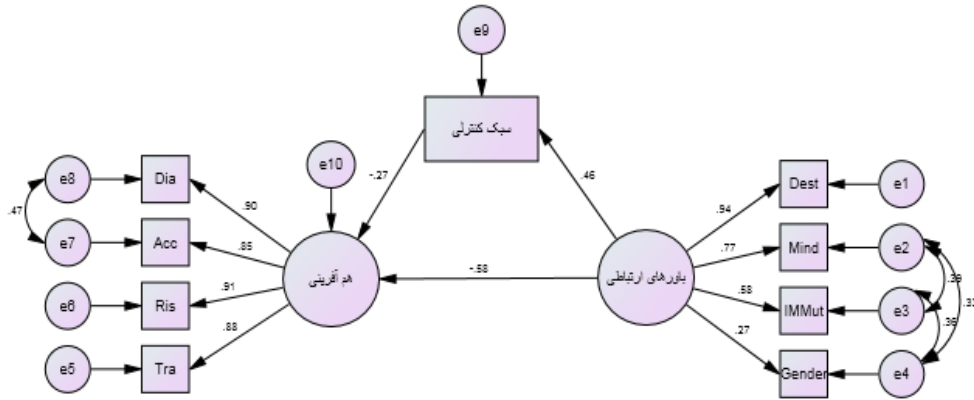 e9
سبک کنترلی
e10
-.27
.46
e8
Dia
.90
.47
e7
Acc
.85
e6
Ris
.91
e5
Tra
.88
هم آفرینی
-.58
باورهای ارتباطی
.94
Dest
e1
.77
Mind
e2
.58
IMMut
e3
.27
Gender
e4
.39
.36